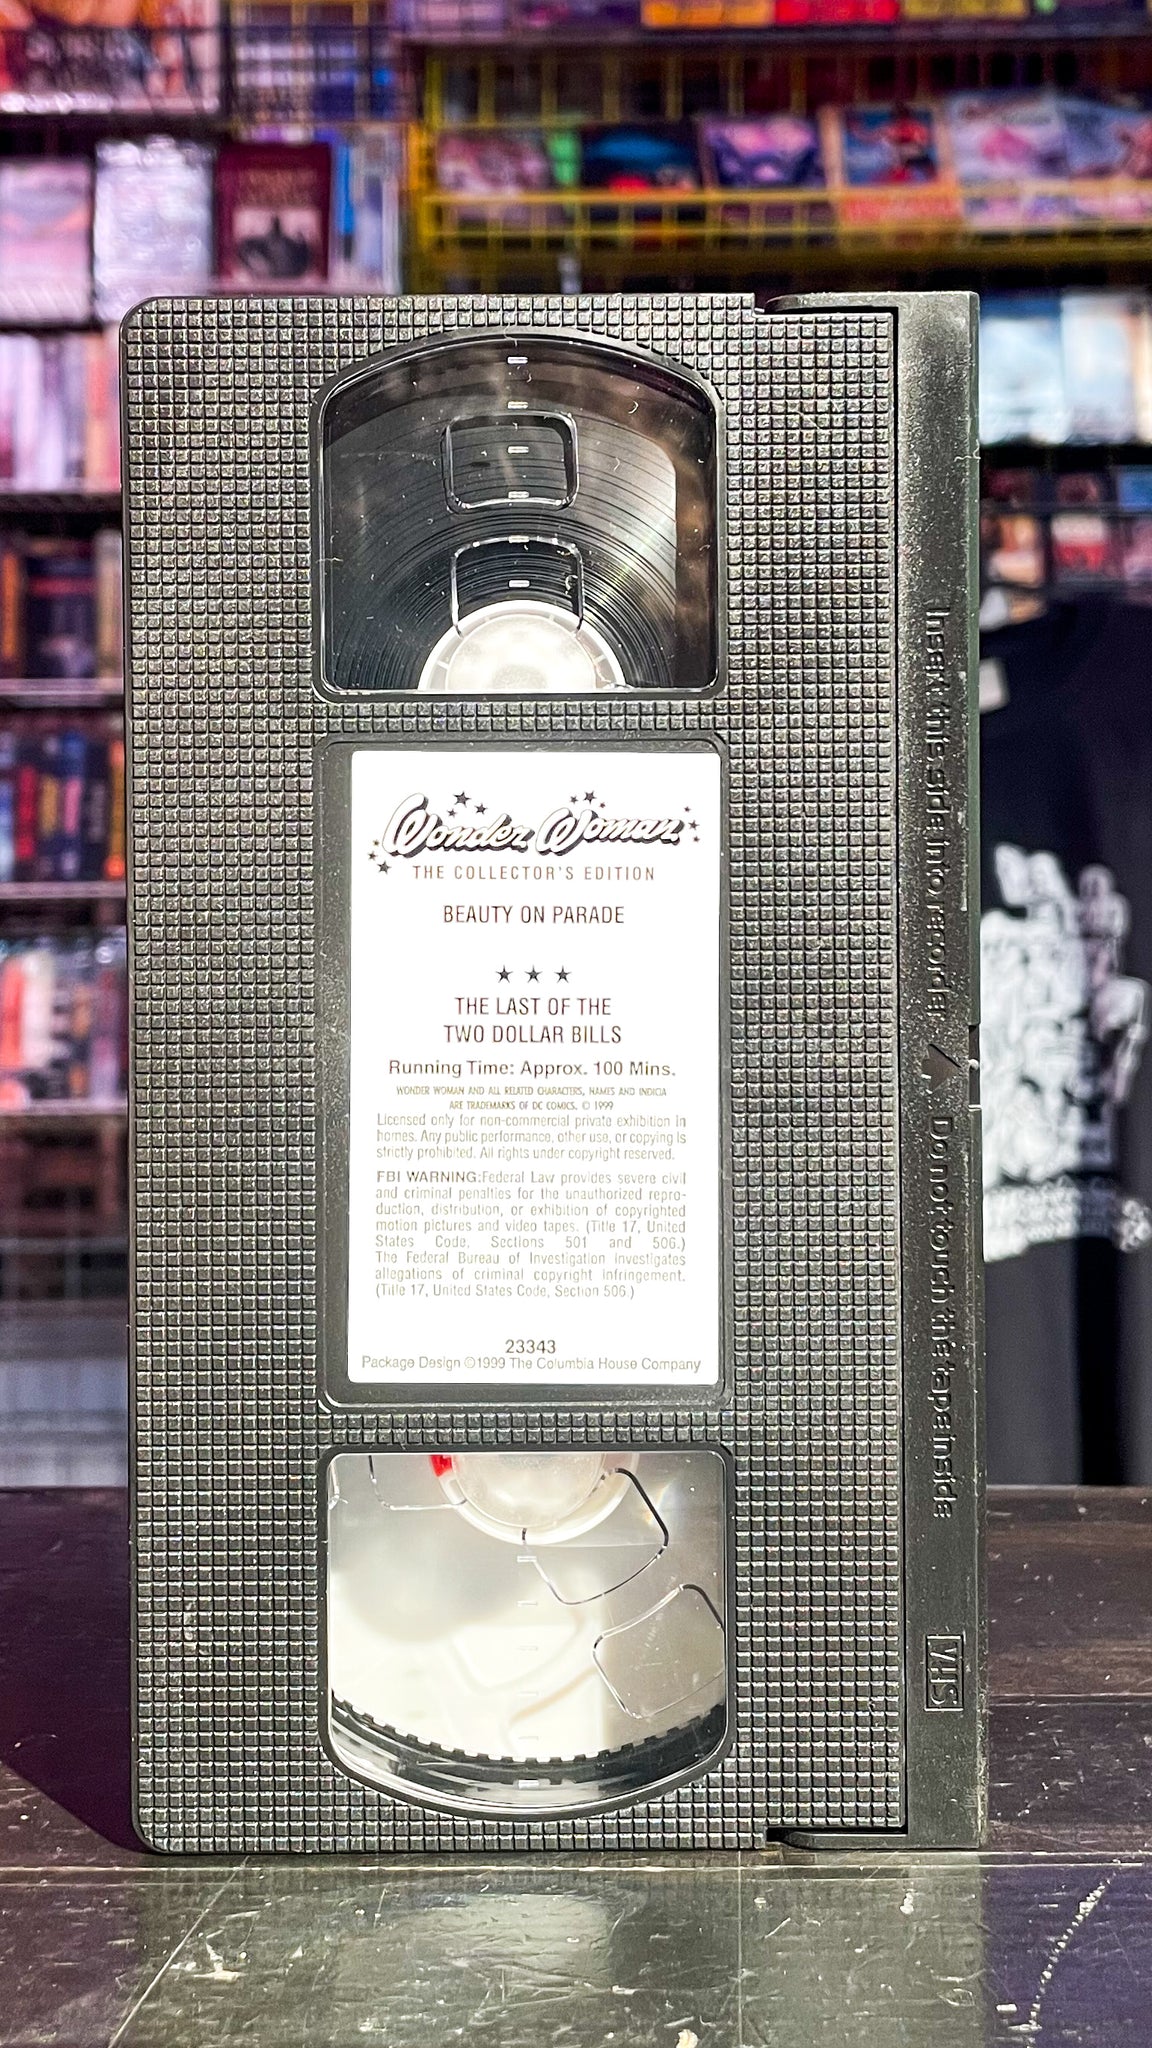 Wonder Woman
THE COLLECTOR'S EDITION
BEAUTY ON PARADE
★ ★ ★
THE LAST OF THE
TWO DOLLAR BILLS
Running Time: Approx. 100 Mins.
WONDER WOMAN AND ALL RELATED CHARACTERS, NAMES AND INDICIA
ARE TRADEMARKS OF DC COMICS. © 1999
Licensed only for non-commercial private exhibition in
homes. Any public performance, other use, or copying is
strictly prohibited. All rights under copyright reserved.
FBI WARNING:Federal Law provides severe civil
and criminal penalties for the unauthorized repro-
duction, distribution, or exhibition of copyrighted
motion pictures and video tapes. (Title 17, United
States Code, Sections 501 and 506.)
The Federal Bureau of Investigation investigates
allegations of criminal copyright infringement.
(Title 17, United States Code, Section 506.)
23343
Package Design ©1999 The Columbia House Company
Insert this side into recorder Do not touch the tape inside
VHS